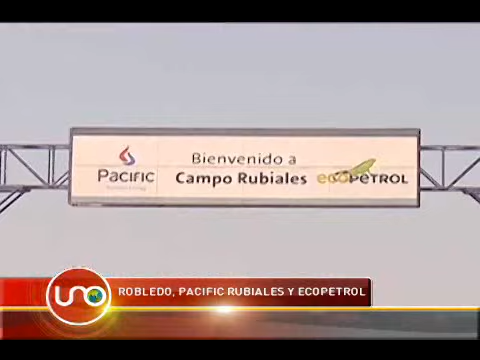 Bienvenido a
PACIFIC
Campo Rubiales
ecopetrol
UNO
ROBLEDO, PACIFIC RUBIALES Y ECOPETROL